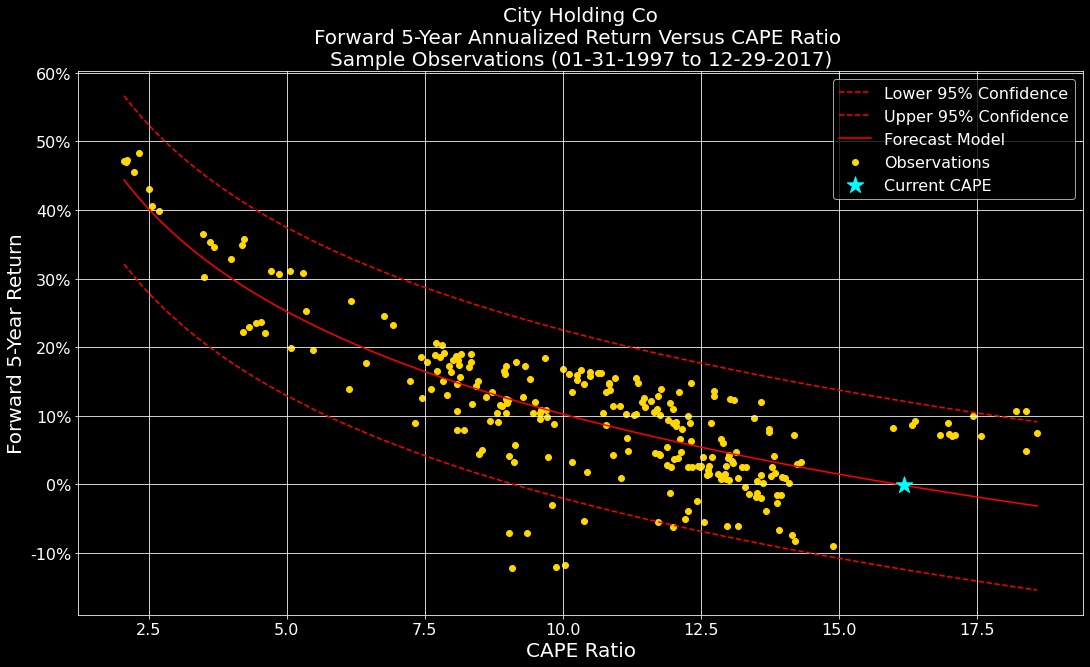 City Holding Co
Forward 5-Year Annualized Return Versus CAPE Ratio
Sample Observations (01-31-1997 to 12-29-2017)
Forward 5-Year Return
60%
50%
40%
30%
20%
10%
0%
-10%
Lower 95% Confidence
Upper 95% Confidence
Forecast Model
Observations
Current CAPE
2.5 5.0 7.5 10.0 12.5 15.0 17.5
CAPE Ratio